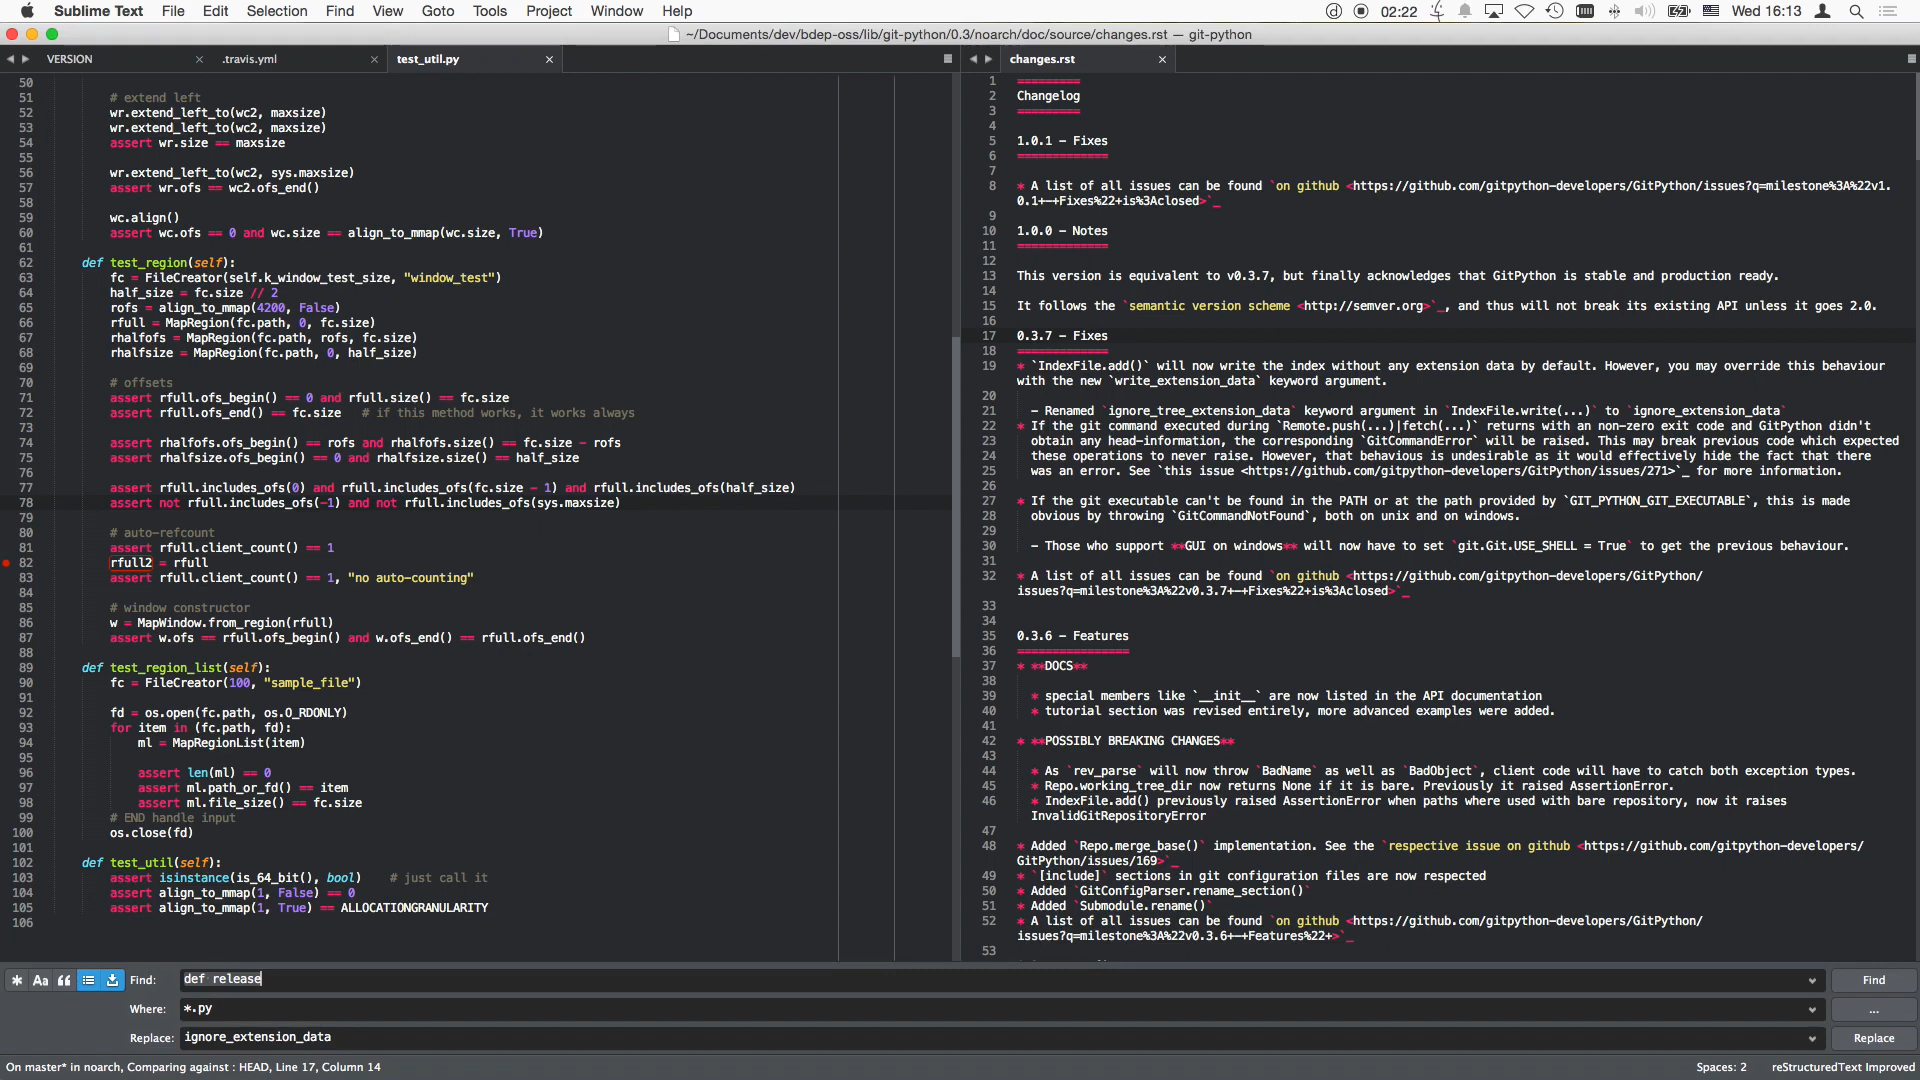 Sublime Text File Edit Selection Find View Goto Tools Project Window Help 02:22 Wed 16:13
~/Documents/dev/bdep-oss/lib/git-python/0.3/noarch/doc/source/changes.rst — git-python
VERSION .travis.yml test_util.py
50
51 # extend left
52 wr.extend_left_to(wc2, maxsize)
53 wr.extend_left_to(wc2, maxsize)
54 assert wr.size == maxsize
55
56 wr.extend_left_to(wc2, sys.maxsize)
57 assert wr.ofs == wc2.ofs_end()
58
59 wc.align()
60 assert wc.ofs == 0 and wc.size == align_to_mmap(wc.size, True)
61
62 def test_region(self):
63 fc = FileCreator(self.k_window_test_size, "window_test")
64 half_size = fc.size // 2
65 rofs = align_to_mmap(4200, False)
66 rfull = MapRegion(fc.path, 0, fc.size)
67 rhalfofs = MapRegion(fc.path, rofs, fc.size)
68 rhalfsize = MapRegion(fc.path, 0, half_size)
69
70 # offsets
71 assert rfull.ofs_begin() == 0 and rfull.size() == fc.size
72 assert rfull.ofs_end() == fc.size # if this method works, it works always
73
74 assert rhalfofs.ofs_begin() == rofs and rhalfofs.size() == fc.size - rofs
75 assert rhalfsize.ofs_begin() == 0 and rhalfsize.size() == half_size
76
77 assert rfull.includes_ofs(0) and rfull.includes_ofs(fc.size - 1) and rfull.includes_ofs(half_size)
78 assert not rfull.includes_ofs(-1) and not rfull.includes_ofs(sys.maxsize)
79
80 # auto-refcount
81 assert rfull.client_count() == 1
82 rfull2 = rfull
83 assert rfull.client_count() == 1, "no auto-counting"
84
85 # window constructor
86 w = MapWindow.from_region(rfull)
87 assert w.ofs == rfull.ofs_begin() and w.ofs_end() == rfull.ofs_end()
88
89 def test_region_list(self):
90 fc = FileCreator(100, "sample_file")
91
92 fd = os.open(fc.path, os.O_RDONLY)
93 for item in (fc.path, fd):
94 ml = MapRegionList(item)
95
96 assert len(ml) == 0
97 assert ml.path_or_fd() == item
98 assert ml.file_size() == fc.size
99 # END handle input
100 os.close(fd)
101
102 def test_util(self):
103 assert isinstance(is_64_bit(), bool) # just call it
104 assert align_to_mmap(1, False) == 0
105 assert align_to_mmap(1, True) == ALLOCATIONGRANULARITY
106
changes.rst
1 =========
2 Changelog
3 =========
4
5 1.0.1 - Fixes
6 =============
7
8 * A list of all issues can be found `on github <https://github.com/gitpython-developers/GitPython/issues?q=milestone%3A%22v1.
0.1+-+Fixes%22+is%3Aclosed>`_
9
10 1.0.0 - Notes
11 =============
12
13 This version is equivalent to v0.3.7, but finally acknowledges that GitPython is stable and production ready.
14
15 It follows the `semantic version scheme <http://semver.org>`_, and thus will not break its existing API unless it goes 2.0.
16
17 0.3.7 - Fixes
18 =============
19 * `IndexFile.add()` will now write the index without any extension data by default. However, you may override this behaviour
with the new `write_extension_data` keyword argument.
20
21 - Renamed `ignore_tree_extension_data` keyword argument in `IndexFile.write(...)` to `ignore_extension_data`
22 * If the git command executed during `Remote.push(...)|fetch(...)` returns with an non-zero exit code and GitPython didn't
23 obtain any head-information, the corresponding `GitCommandError` will be raised. This may break previous code which expected
24 these operations to never raise. However, that behavious is undesirable as it would effectively hide the fact that there
25 was an error. See `this issue <https://github.com/gitpython-developers/GitPython/issues/271>`_ for more information.
26
27 * If the git executable can't be found in the PATH or at the path provided by `GIT_PYTHON_GIT_EXECUTABLE`, this is made
28 obvious by throwing `GitCommandNotFound`, both on unix and on windows.
29
30 - Those who support **GUI on windows** will now have to set `git.Git.USE_SHELL = True` to get the previous behaviour.
31
32 * A list of all issues can be found `on github <https://github.com/gitpython-developers/GitPython/
issues?q=milestone%3A%22v0.3.7+-+Fixes%22+is%3Aclosed>`_
33
34
35 0.3.6 - Features
36 ================
37 * **DOCS**
38
39 * special members like `__init__` are now listed in the API documentation
40 * tutorial section was revised entirely, more advanced examples were added.
41
42 * **POSSIBLY BREAKING CHANGES**
43
44 * As `rev_parse` will now throw `BadName` as well as `BadObject`, client code will have to catch both exception types.
45 * Repo.working_tree_dir now returns None if it is bare. Previously it raised AssertionError.
46 * IndexFile.add() previously raised AssertionError when paths where used with bare repository, now it raises
InvalidGitRepositoryError
47
48 * Added `Repo.merge_base()` implementation. See the `respective issue on github <https://github.com/gitpython-developers/
GitPython/issues/169>`_
49 * `[include]` sections in git configuration files are now respected
50 * Added `GitConfigParser.rename_section()`
51 * Added `Submodule.rename()`
52 * A list of all issues can be found `on github <https://github.com/gitpython-developers/GitPython/
issues?q=milestone%3A%22v0.3.6+-+Features%22+>`_
53
Aa Find: def release Find
Where: *.py ...
Replace: ignore_extension_data Replace
On master* in noarch, Comparing against : HEAD, Line 17, Column 14 Spaces: 2 reStructuredText Improved